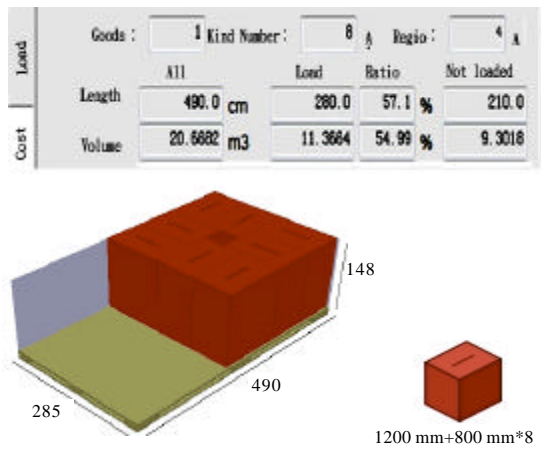 Load
Cost
Goods : 1 Kind Number: 8 A Regio : 4 A
All Load Ratio Not loaded
Length 490.0 cm 280.0 57.1 % 210.0
Volume 20.6682 m3 11.3664 54.99 % 9.3018
148
490
285
1200 mm+800 mm*8